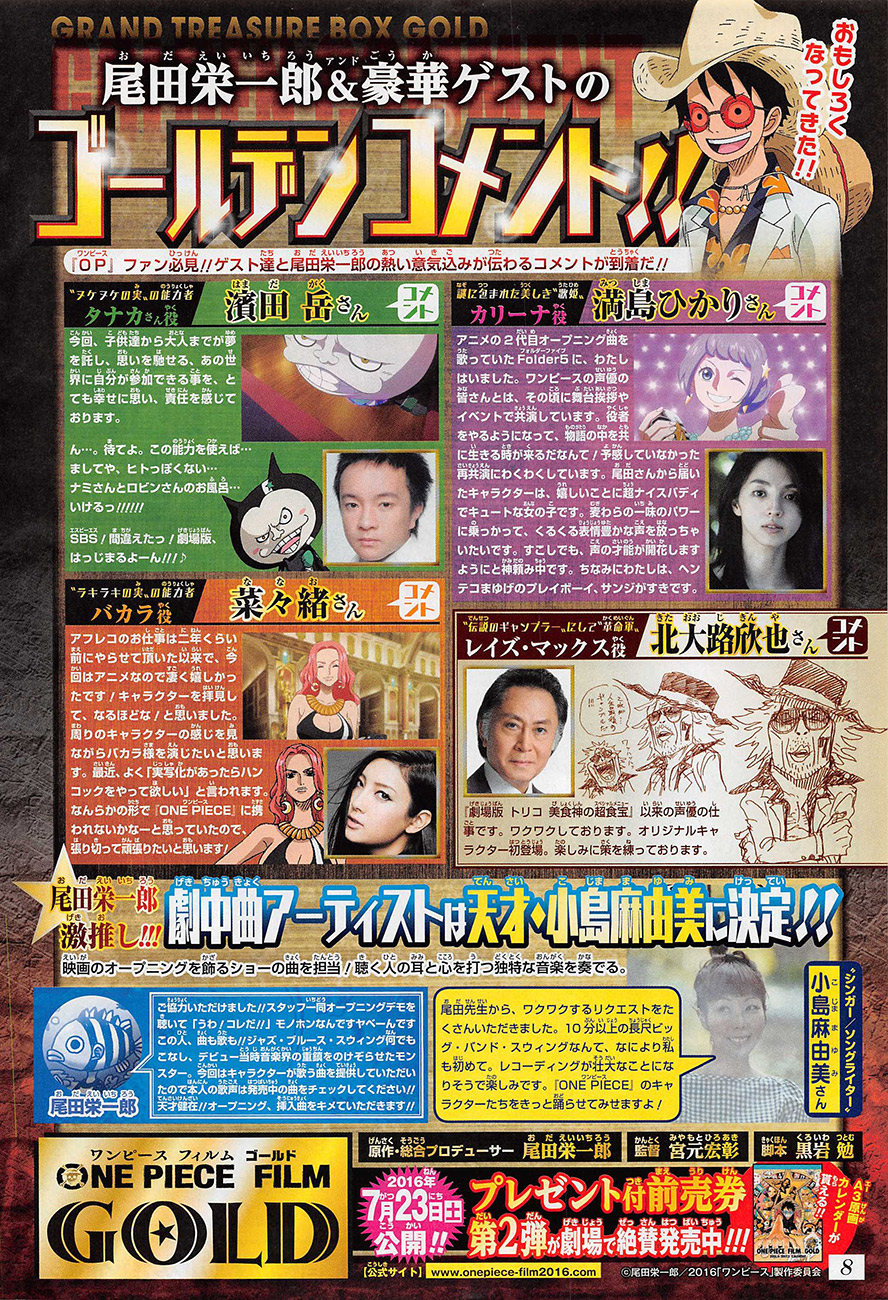 GRAND TREASURE BOX GOLD
尾田栄一郎&豪華ゲストの
ゴールデンコメント!!
おもしろく
なってきた!!
『OP』ファン必見!!ゲスト達と尾田栄一郎の熱い意気込みが伝わるコメントが到着だ!!
“ヌケヌケの実”の能力者
タナカさん役
濱田 岳さん
コメント
今回、子供達から大人までが夢
を託し、思いを馳せる、あの世
界に自分が参加できる事を、と
ても幸せに思い、責任を感じて
おります。
ん…。待てよ。この能力を使えば…
ましてや、ヒトっぽくない…
ナミさんとロビンさんのお風呂…
いけるっ!!!!!!
SBS/間違えたっ/劇場版、
はっじまるよーん!!!♪
謎に包まれた美しき“歌姫”
カリーナ役
満島ひかりさん
コメント
アニメの2代目オープニング曲を
歌っていたFolder5に、わたし
はいました。ワンピースの声優の
皆さんとは、その頃に舞台挨拶や
イベントで共演しています。役者
をやるようになって、物語の中を共
に生きる時が来るだなんて!予感していなかった
再共演にわくわくしています。尾田さんから届い
たキャラクターは、嬉しいことに超ナイスバディ
でキュートな女の子です。麦わらの一味のパワー
に乗っかって、くるくる表情豊かな声を放っちゃ
いたいです。すこしでも、声の才能が開花します
ようにと神頼み中です。ちなみにわたしは、ヘン
テコまゆげのプレイボーイ、サンジがすきです。
“ラキラキの実”の能力者
バカラ役
菜々緒さん
コメント
アフレコのお仕事は二年くらい
前にやらせて頂いた以来で、今
回はアニメなので凄く嬉しかっ
たです!キャラクターを拝見し
て、なるほどな!と思いました。
周りのキャラクターの感じを見
ながらバカラ様を演じたいと思いま
す。最近、よく「実写化があったらハン
コックをやって欲しい」と言われます。
なんらかの形で『ONE PIECE』に携
われないかなーと思っていたので、
張り切って頑張りたいと思います!
“伝説のギャンブラー”にして“革命軍”
レイズ・マックス役
北大路欣也さん
コメント
『劇場版 トリコ 美食神の超食宝』以来の声優の仕
事です。ワクワクしております。オリジナルキャ
ラクター初登場。楽しみに策を練っております。
尾田栄一郎
激推し!!!
劇中曲アーティストは天才・小島麻由美に決定!!
映画のオープニングを飾るショーの曲を担当!聴く人の耳と心を打つ独特な音楽を奏でる。
ご協力いただけました!!スタッフ一同オープニングデモを
聴いて「うわ!コレだ!!」モノホンなんですヤベーんです
この人、曲も歌も!!ジャズ・ブルース・スウィング何でも
こなし、デビュー当時音楽界の重鎮をのけぞらせたモン
スター。今回はキャラクターが歌う曲を提供していただい
たので本人の歌声は発売中の曲をチェックしてください!!
天才健在!!オープニング、挿入曲をキメていただきます!!
尾田栄一郎
尾田先生から、ワクワクするリクエストをた
くさんいただきました。10分以上の長尺ビッ
グ・バンド・スウィングなんて、なにより私
も初めて。レコーディングが壮大なことにな
りそうで楽しみです。『ONE PIECE』のキャ
ラクターたちをきっと踊らせてみせますよ!
“シンガー/ソングライター”
小島麻由美さん
ワンピース フィルム ゴールド
ONE PIECE FILM
GOLD
原作・総合プロデューサー 尾田栄一郎
監督 宮元宏彰
脚本 黒岩 勉
2016年
7月23日土
公開!!
プレゼント付前売券
第2弾が劇場で絶賛発売中!!!
A3原画
カレンダーが
貰える!!
ONE PIECE FILM GOLD
[公式サイト] www.onepiece-film2016.com
©尾田栄一郎/2016「ワンピース」製作委員会
8